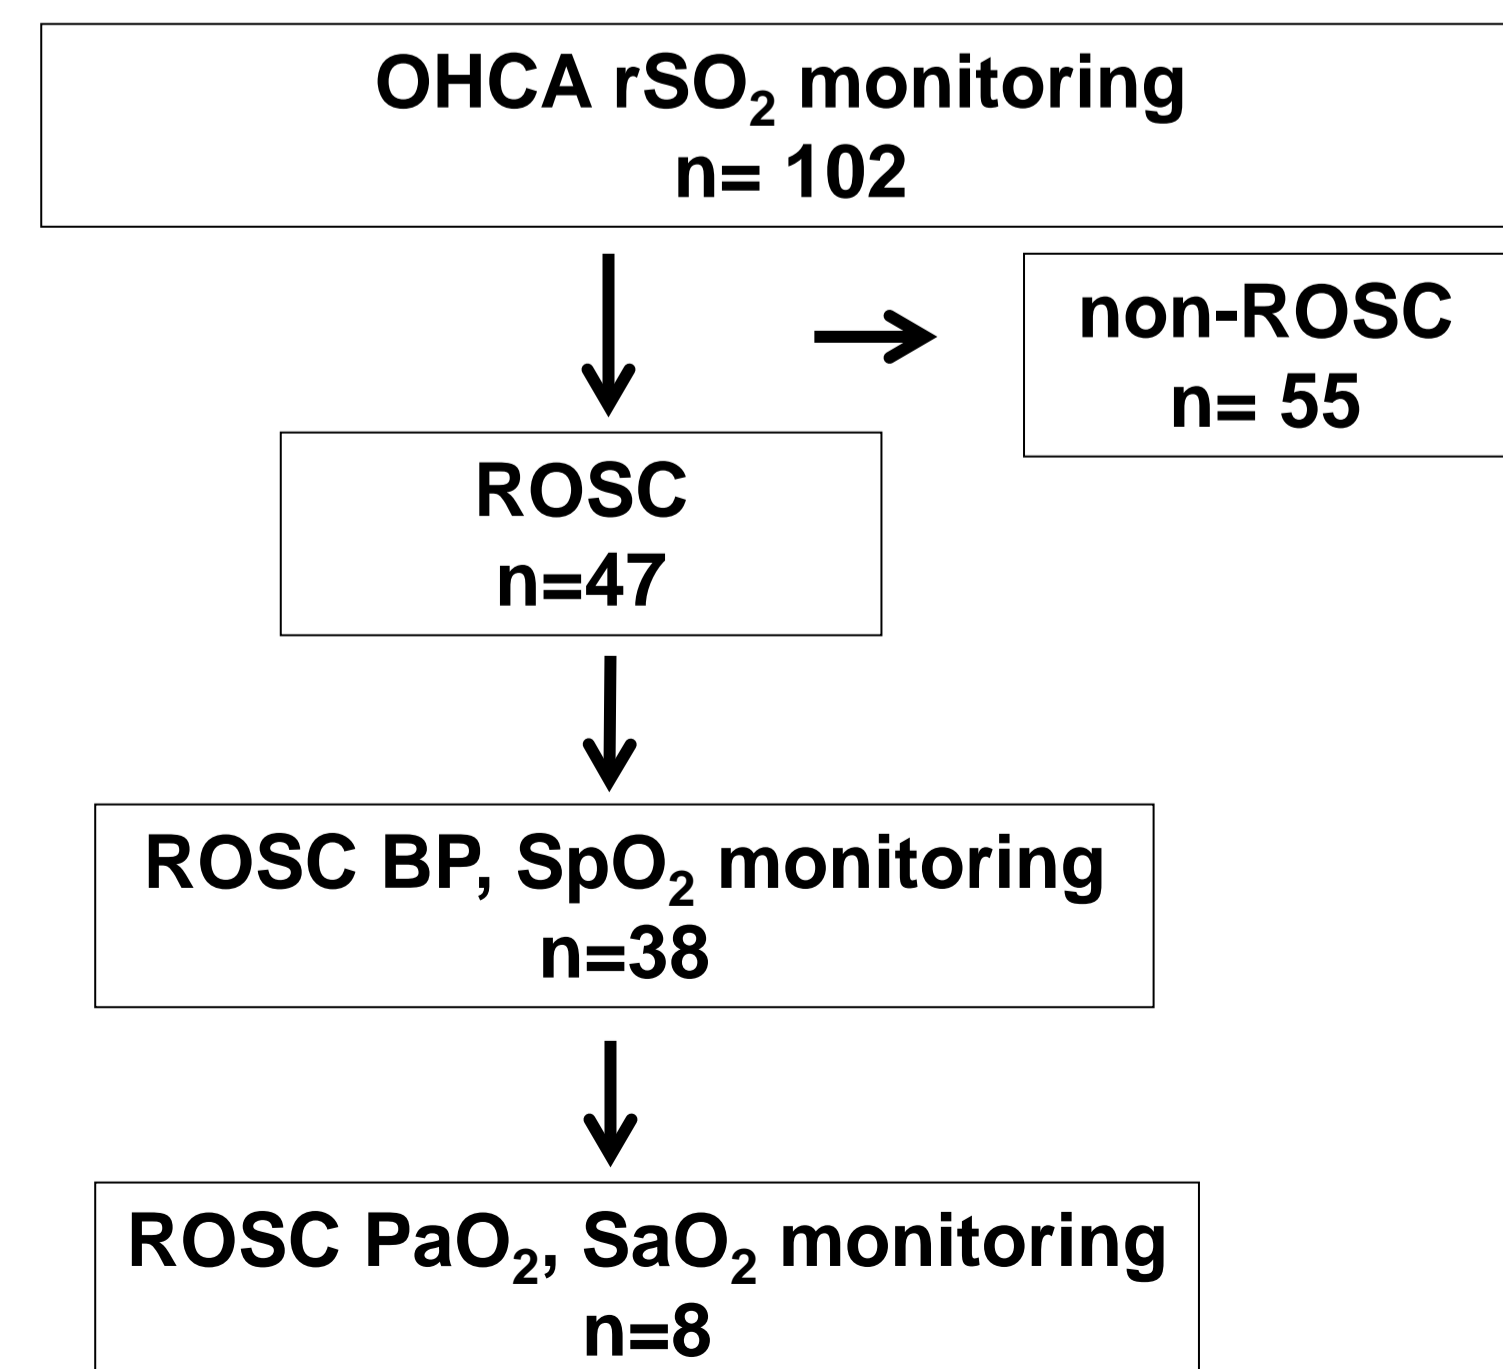 OHCA rSO₂ monitoring
n= 102
non-ROSC
n= 55
ROSC
n=47
ROSC BP, SpO₂ monitoring
n=38
ROSC PaO₂, SaO₂ monitoring
n=8